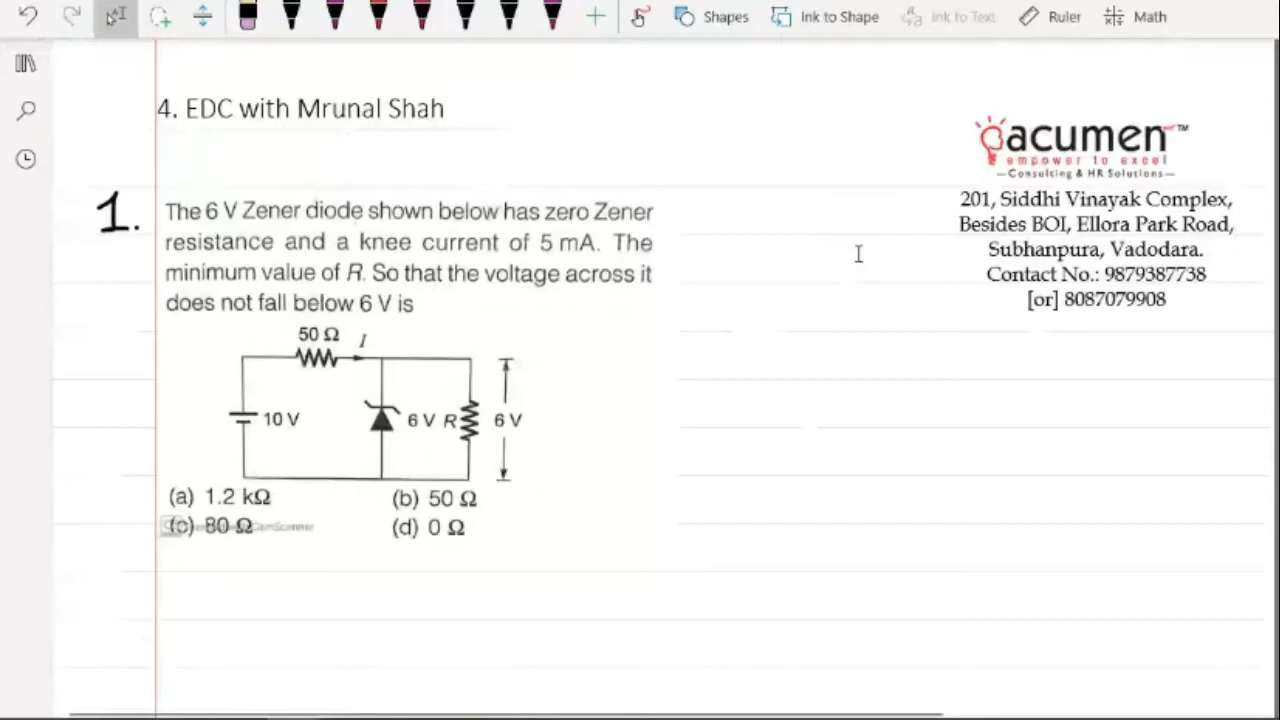 Shapes
Ink to Shape
Ink to Text
Ruler
Math
4. EDC with Mrunal Shah
acumen™
empower to excel
—Consulting & HR Solutions—
201, Siddhi Vinayak Complex,
Besides BOI, Ellora Park Road,
Subhanpura, Vadodara.
Contact No.: 9879387738
[or] 8087079908
1.
The 6 V Zener diode shown below has zero Zener
resistance and a knee current of 5 mA. The
minimum value of R. So that the voltage across it
does not fall below 6 V is
50 Ω
I
10 V
6 V R
6 V
(a) 1.2 kΩ
(b) 50 Ω
(c) 80 Ω
CamScanner
(d) 0 Ω